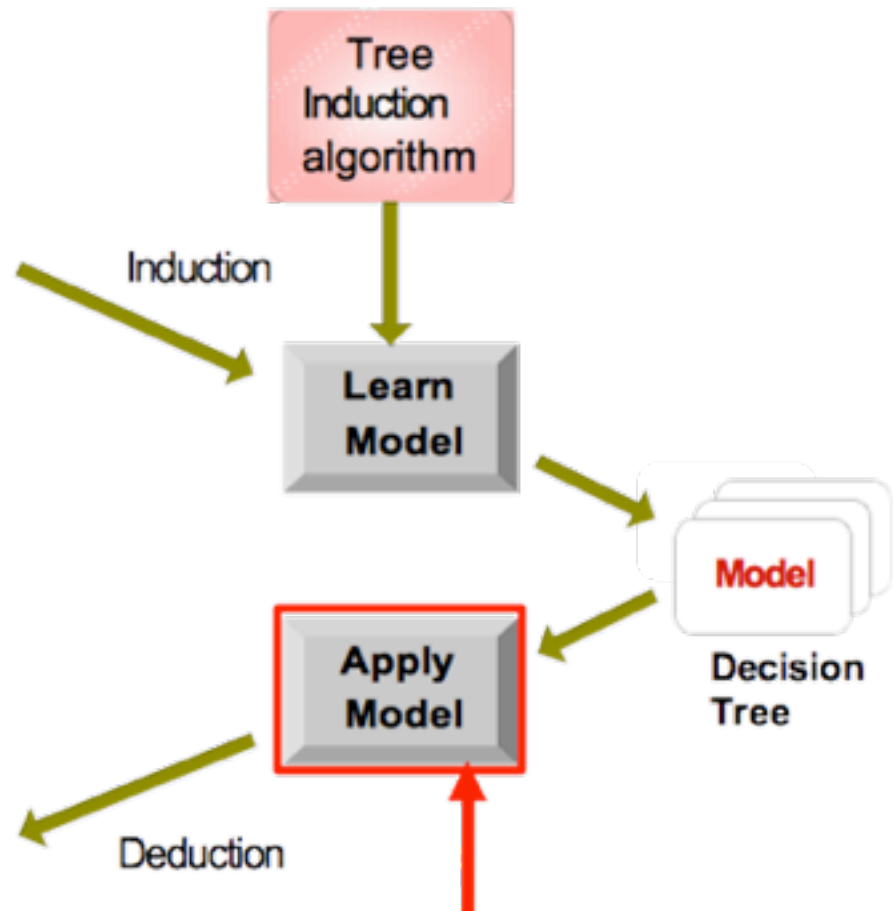 Tree
Induction
algorithm
Induction
Learn
Model
Model
Decision
Tree
Apply
Model
Deduction